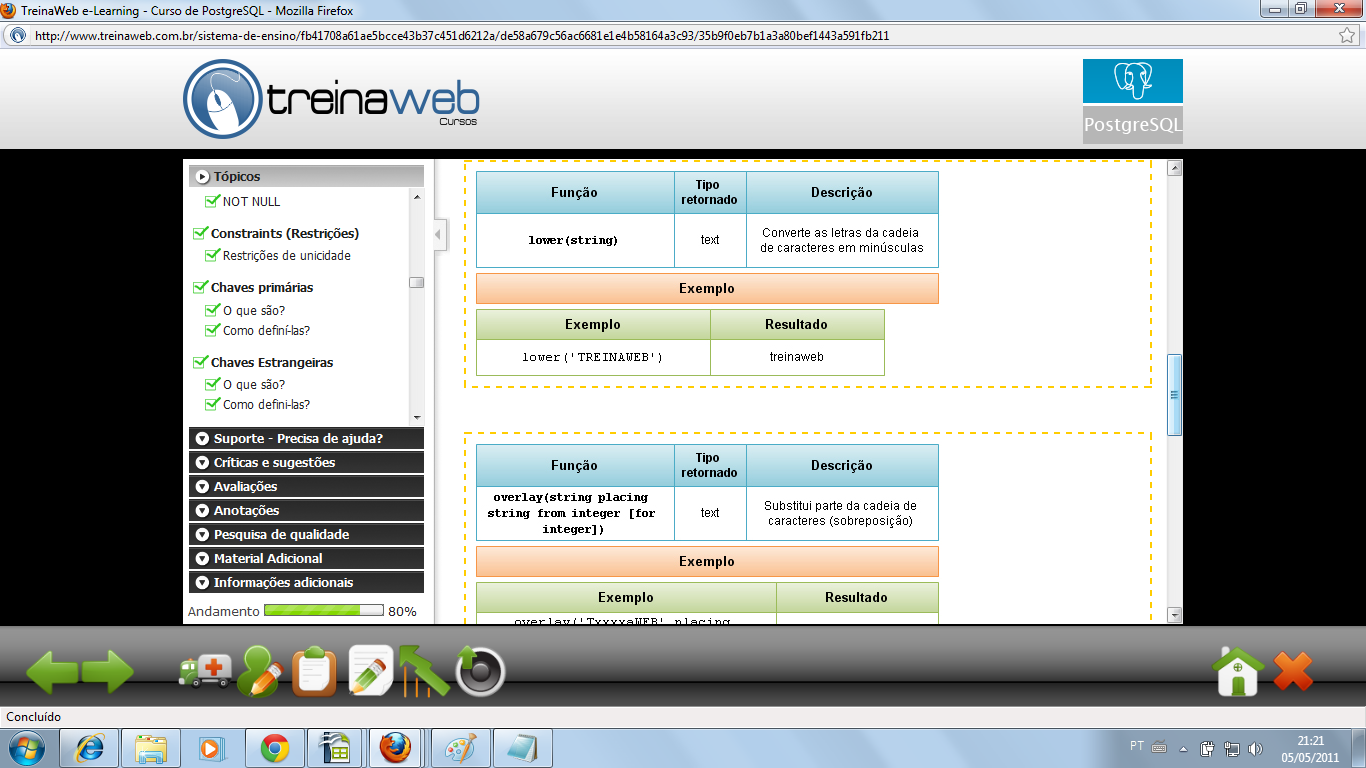 TreinaWeb e-Learning - Curso de PostgreSQL - Mozilla Firefox
http://www.treinaweb.com.br/sistema-de-ensino/fb41708a61ae5bcce43b37c451d6212a/de58a679c56ac6681e1e4b58164a3c93/35b9f0eb7b1a3a80bef1443a591fb211
treinaweb
Cursos
PostgreSQL
Tópicos
NOT NULL
Constraints (Restrições)
Restrições de unicidade
Chaves primárias
O que são?
Como definí-las?
Chaves Estrangeiras
O que são?
Como defini-las?
Suporte - Precisa de ajuda?
Críticas e sugestões
Avaliações
Anotações
Pesquisa de qualidade
Material Adicional
Informações adicionais
Andamento 80%
Função
Tipo
retornado
Descrição
lower(string)
text
Converte as letras da cadeia
de caracteres em minúsculas
Exemplo
Exemplo
Resultado
lower('TREINAWEB')
treinaweb
Função
Tipo
retornado
Descrição
overlay(string placing
string from integer [for
integer])
text
Substitui parte da cadeia de
caracteres (sobreposição)
Exemplo
Exemplo
Resultado
overlay('TxxxxaWEB' placing
Concluído
PT
21:21
05/05/2011